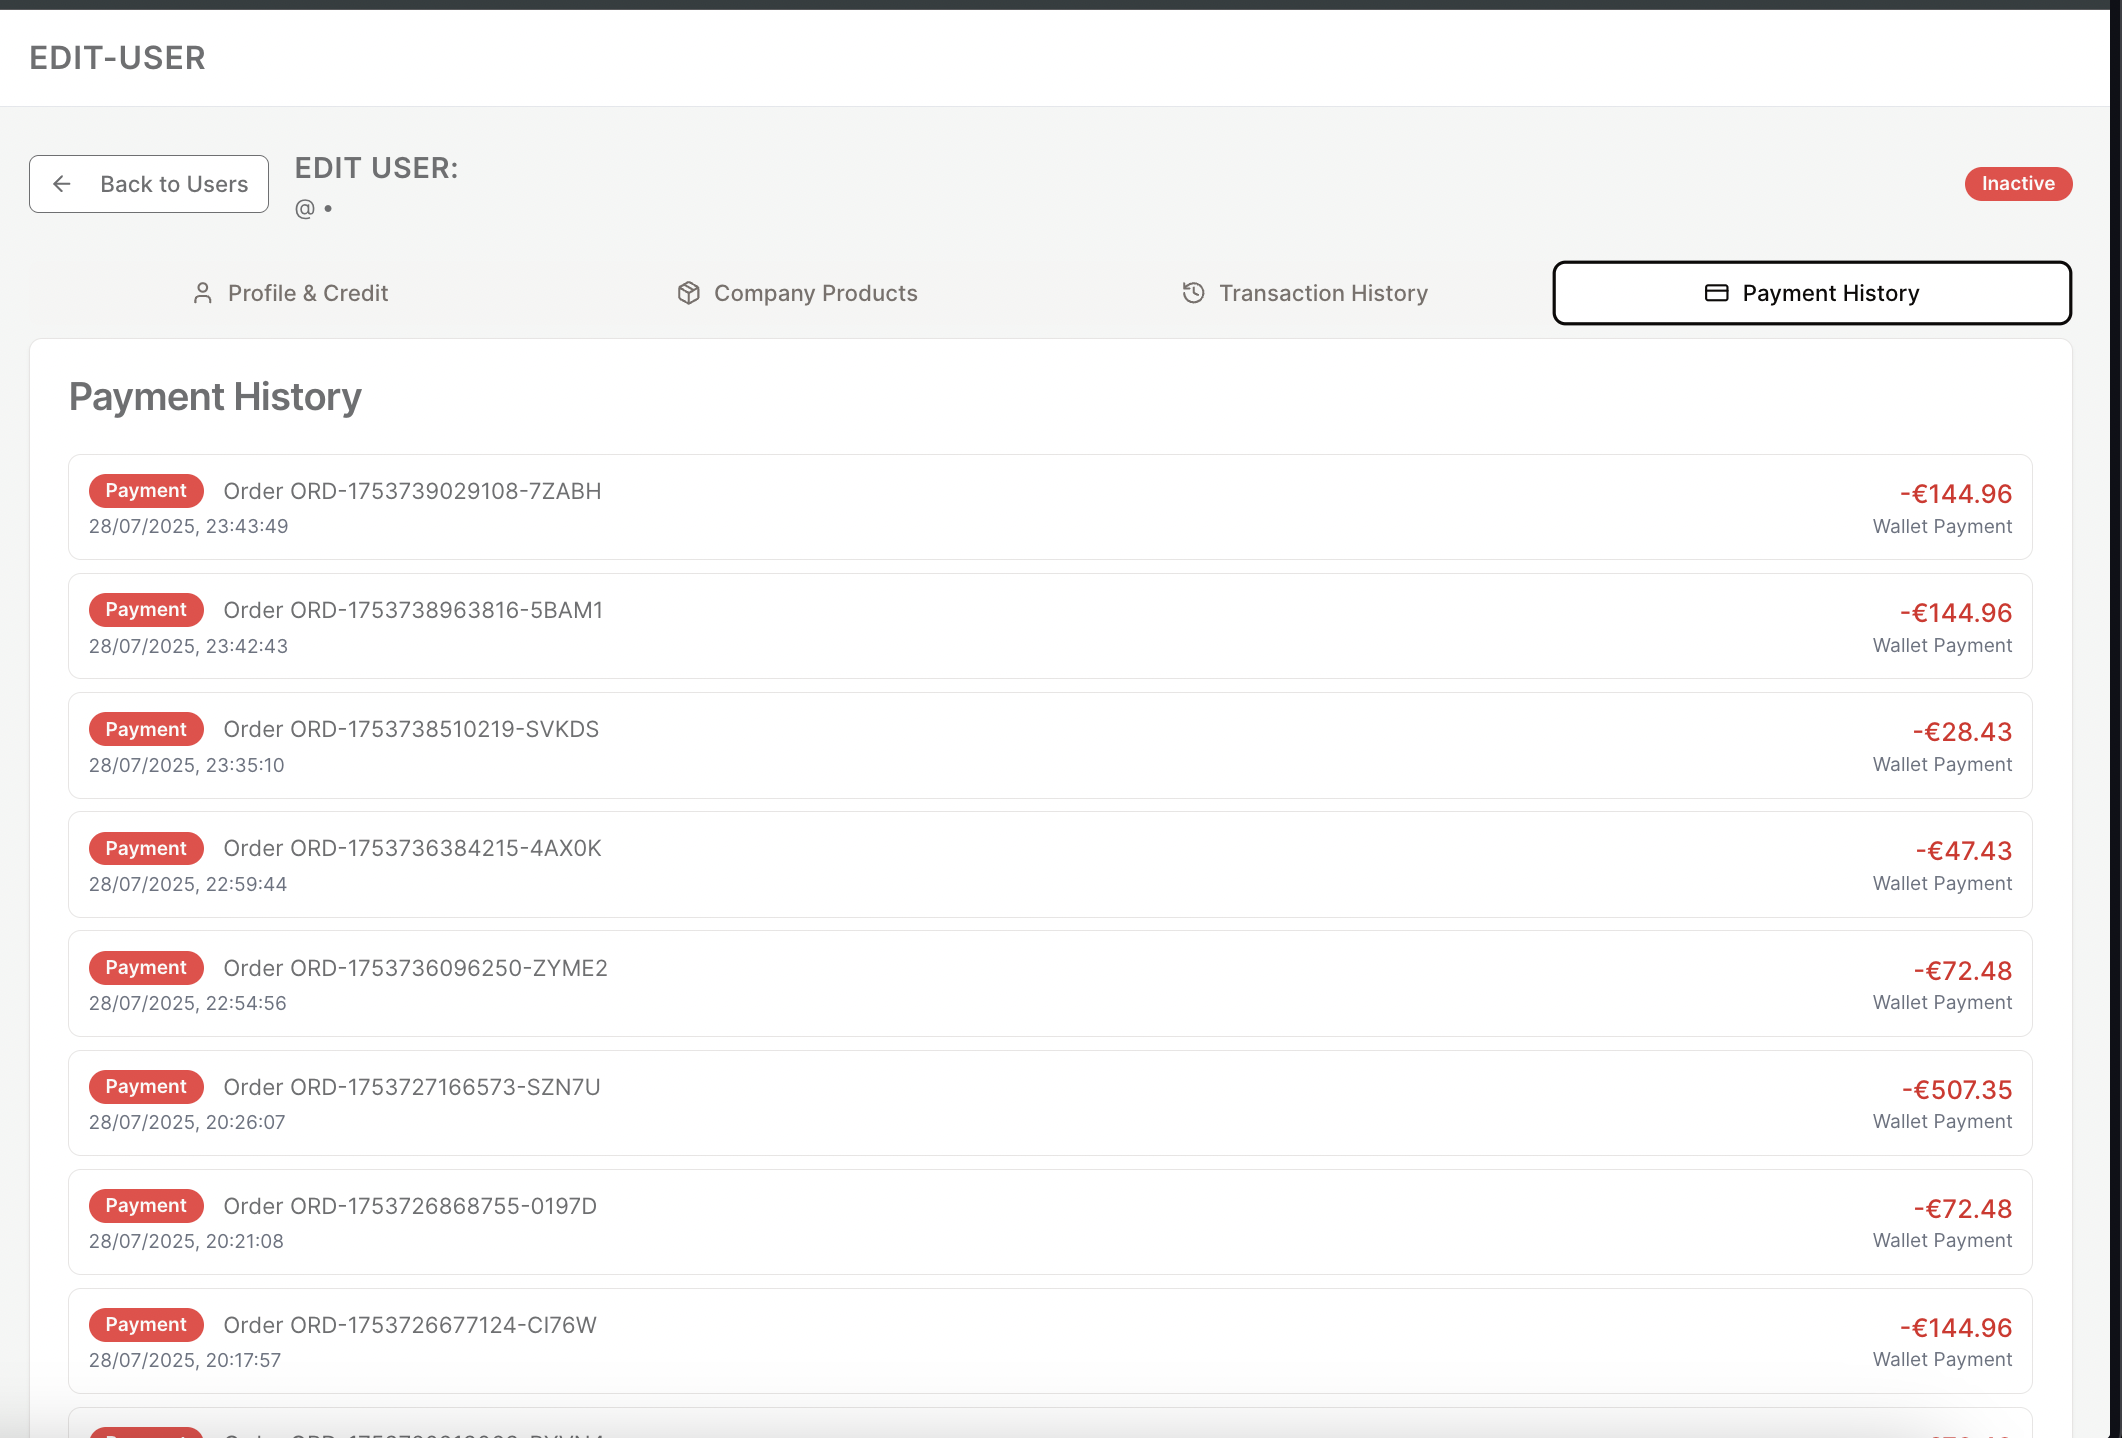 EDIT-USER
Back to Users
EDIT USER:
@ •
Inactive
Profile & Credit
Company Products
Transaction History
Payment History
Payment History
Payment Order ORD-1753739029108-7ZABH
-€144.96
28/07/2025, 23:43:49
Wallet Payment
Payment Order ORD-1753738963816-5BAM1
-€144.96
28/07/2025, 23:42:43
Wallet Payment
Payment Order ORD-1753738510219-SVKDS
-€28.43
28/07/2025, 23:35:10
Wallet Payment
Payment Order ORD-1753736384215-4AX0K
-€47.43
28/07/2025, 22:59:44
Wallet Payment
Payment Order ORD-1753736096250-ZYME2
-€72.48
28/07/2025, 22:54:56
Wallet Payment
Payment Order ORD-1753727166573-SZN7U
-€507.35
28/07/2025, 20:26:07
Wallet Payment
Payment Order ORD-1753726868755-0197D
-€72.48
28/07/2025, 20:21:08
Wallet Payment
Payment Order ORD-1753726677124-CI76W
-€144.96
28/07/2025, 20:17:57
Wallet Payment